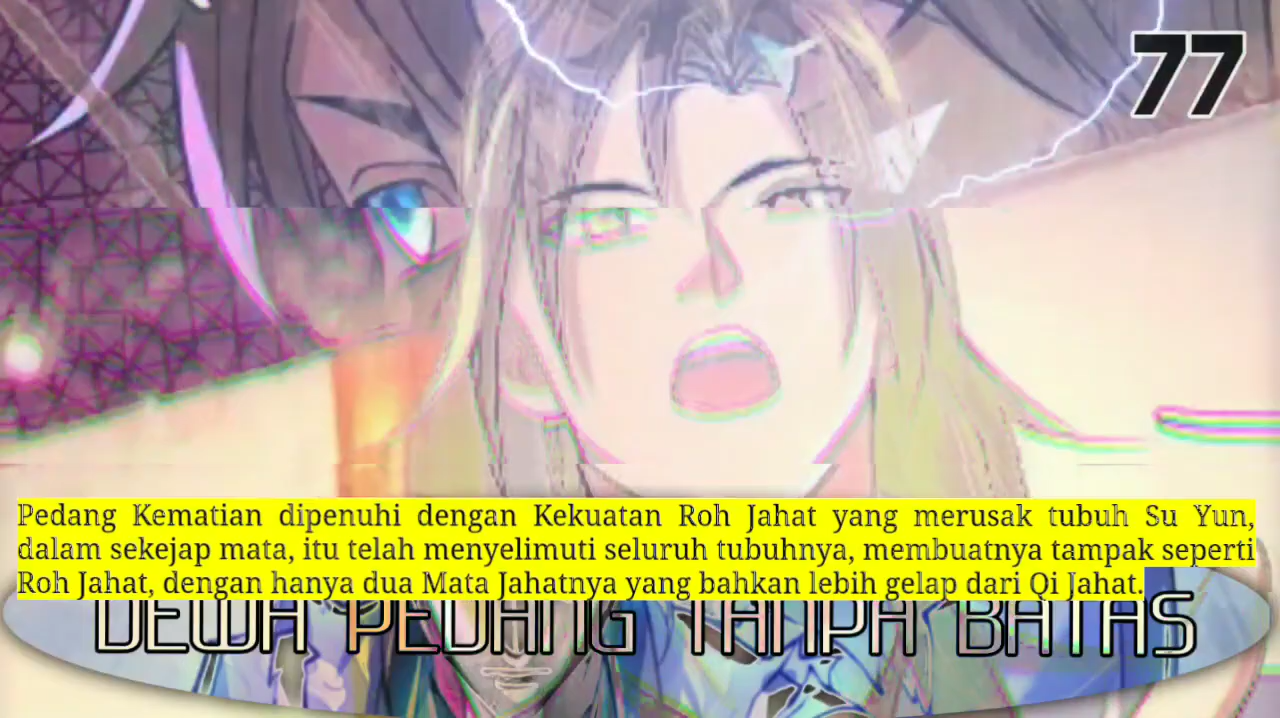 77
Pedang Kematian dipenuhi dengan Kekuatan Roh Jahat yang merusak tubuh Su Yun,
dalam sekejap mata, itu telah menyelimuti seluruh tubuhnya, membuatnya tampak seperti
Roh Jahat, dengan hanya dua Mata Jahatnya yang bahkan lebih gelap dari Qi Jahat.
DEWA PEDANG TANPA BATAS